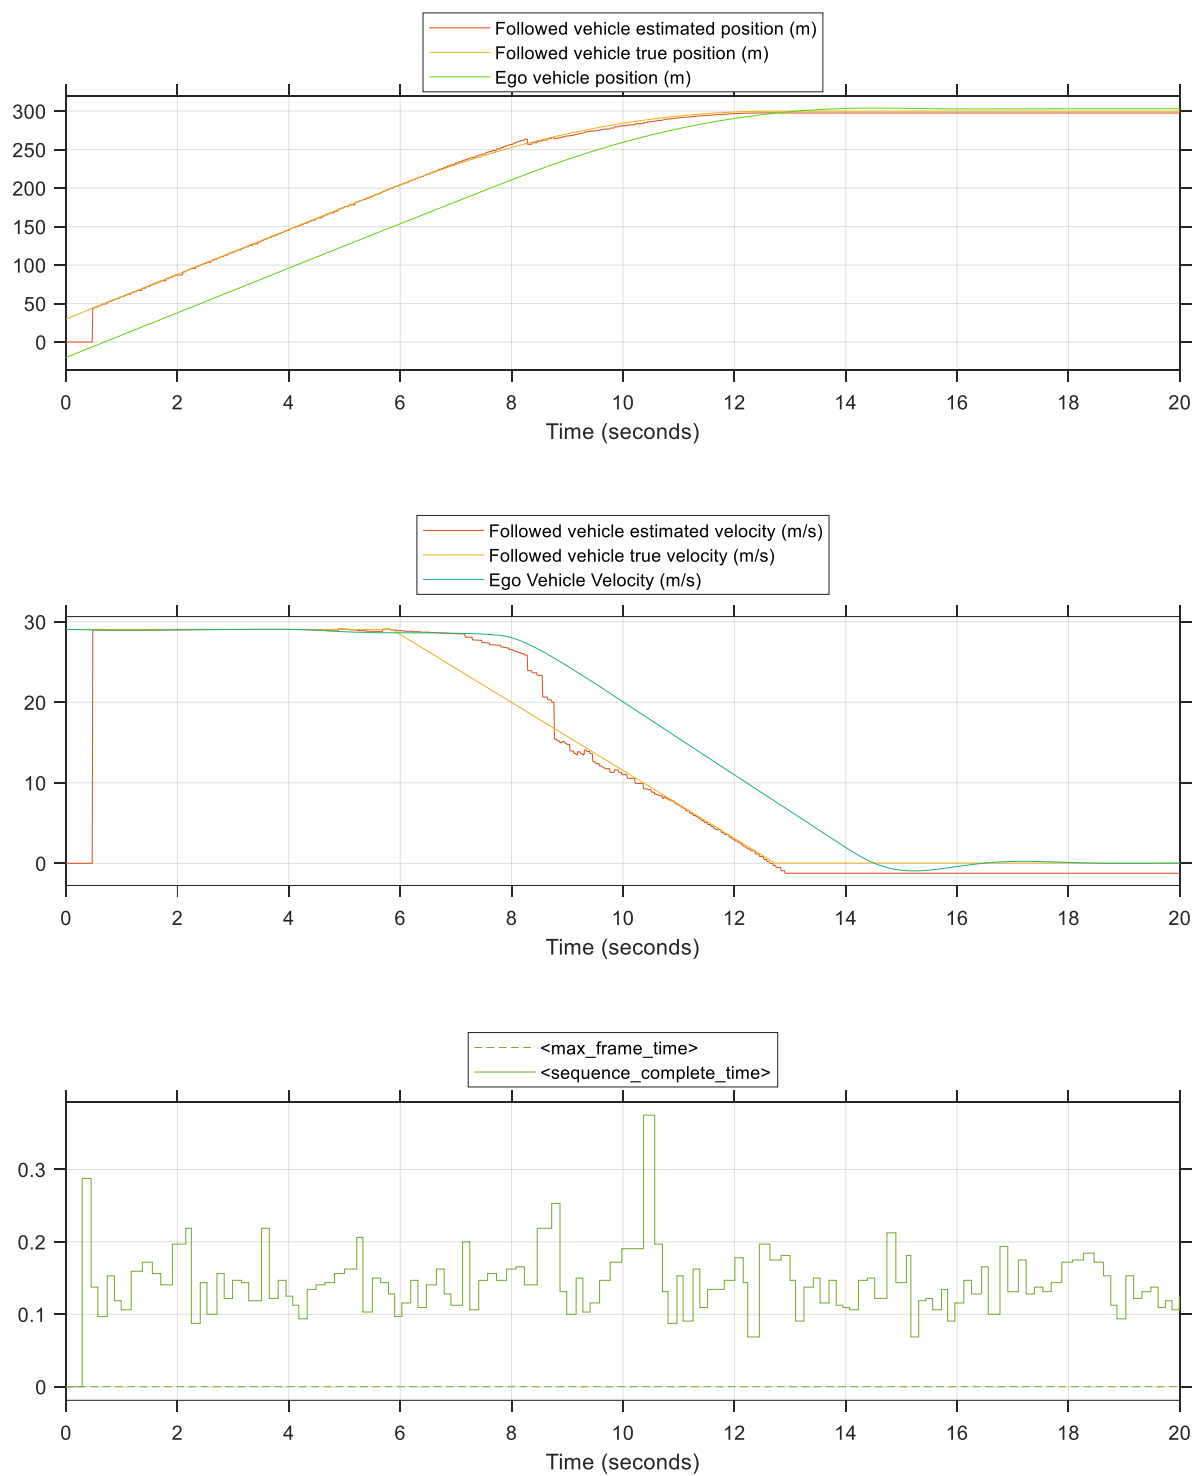 Followed vehicle estimated position (m)
Followed vehicle true position (m)
Ego vehicle position (m)
300
250
200
150
100
50
0
0 2 4 6 8 10 12 14 16 18 20
Time (seconds)
Followed vehicle estimated velocity (m/s)
Followed vehicle true velocity (m/s)
Ego Vehicle Velocity (m/s)
30
20
10
0
0 2 4 6 8 10 12 14 16 18 20
Time (seconds)
<max_frame_time>
<sequence_complete_time>
0.3
0.2
0.1
0
0 2 4 6 8 10 12 14 16 18 20
Time (seconds)